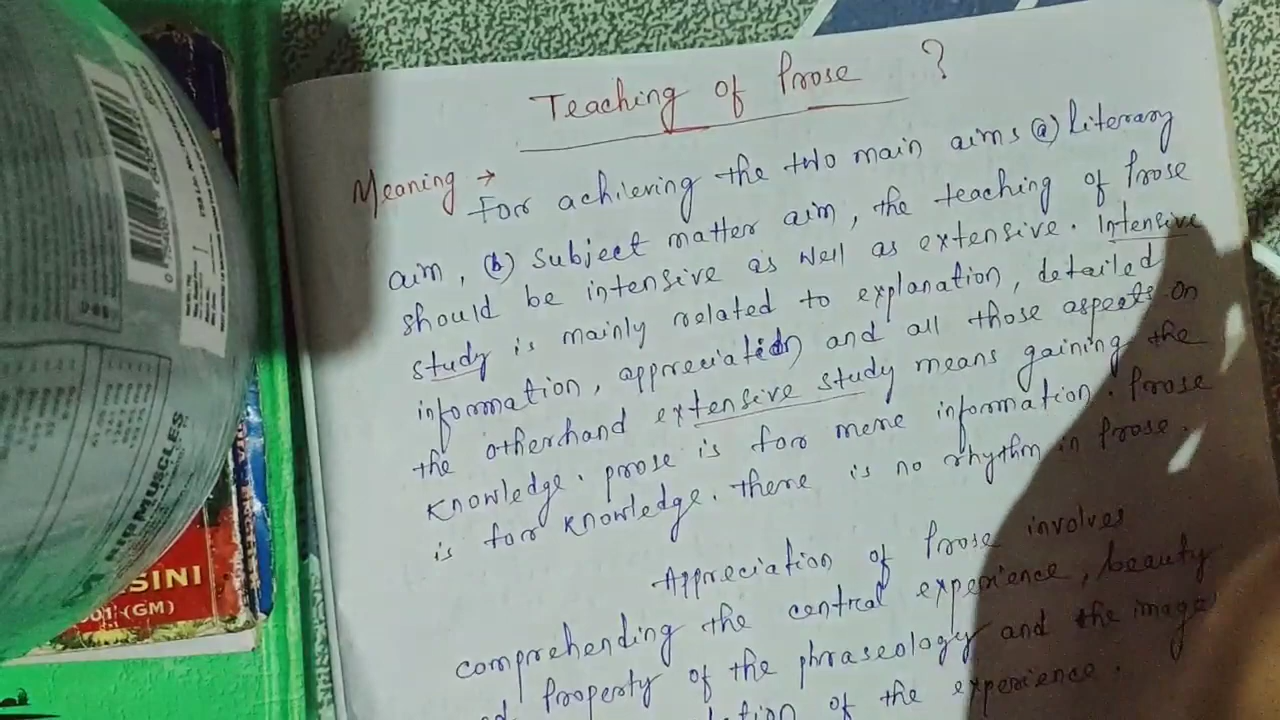 Teaching of Prose ?
Meaning →
For achieving the two main aims (a) Literary
aim, (b) Subject matter aim, the teaching of Prose
should be intensive as well as extensive. Intensive
study is mainly related to explanation, detailed
information, appreciation and all those aspects. On
the otherhand extensive study means gaining the
knowledge. prose is for mere information. Prose
is for knowledge. there is no rhythm in Prose.
Appreciation of Prose involves
comprehending the central experience, beauty
Property of the phraseology and the image
of the experience.
MUSCLES
SINI
(GM)